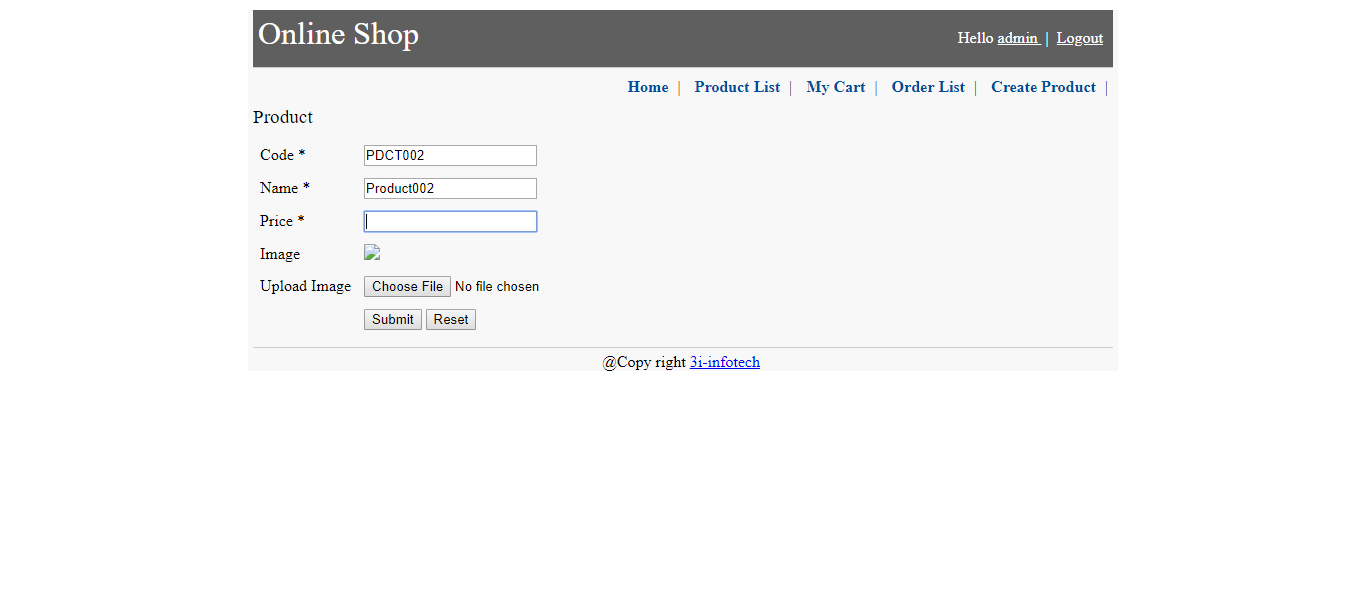 Online Shop
Hello admin | Logout
Home | Product List | My Cart | Order List | Create Product |
Product
Code * PDCT002
Name * Product002
Price *
Image
Upload Image Choose File No file chosen
Submit Reset
@Copy right 3i-infotech